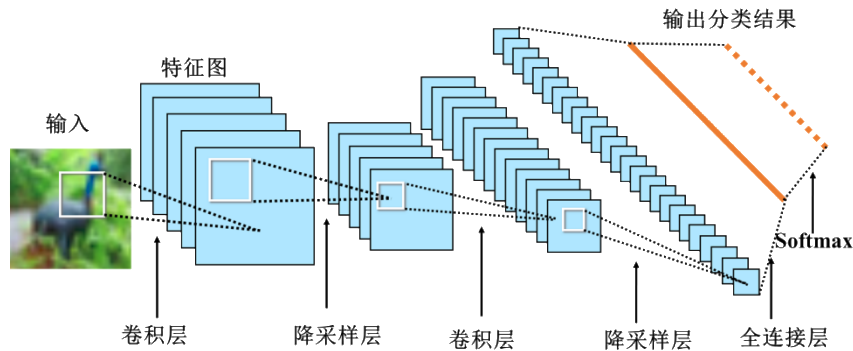 输出分类结果
特征图
输入
Softmax
卷积层
降采样层
卷积层
降采样层
全连接层